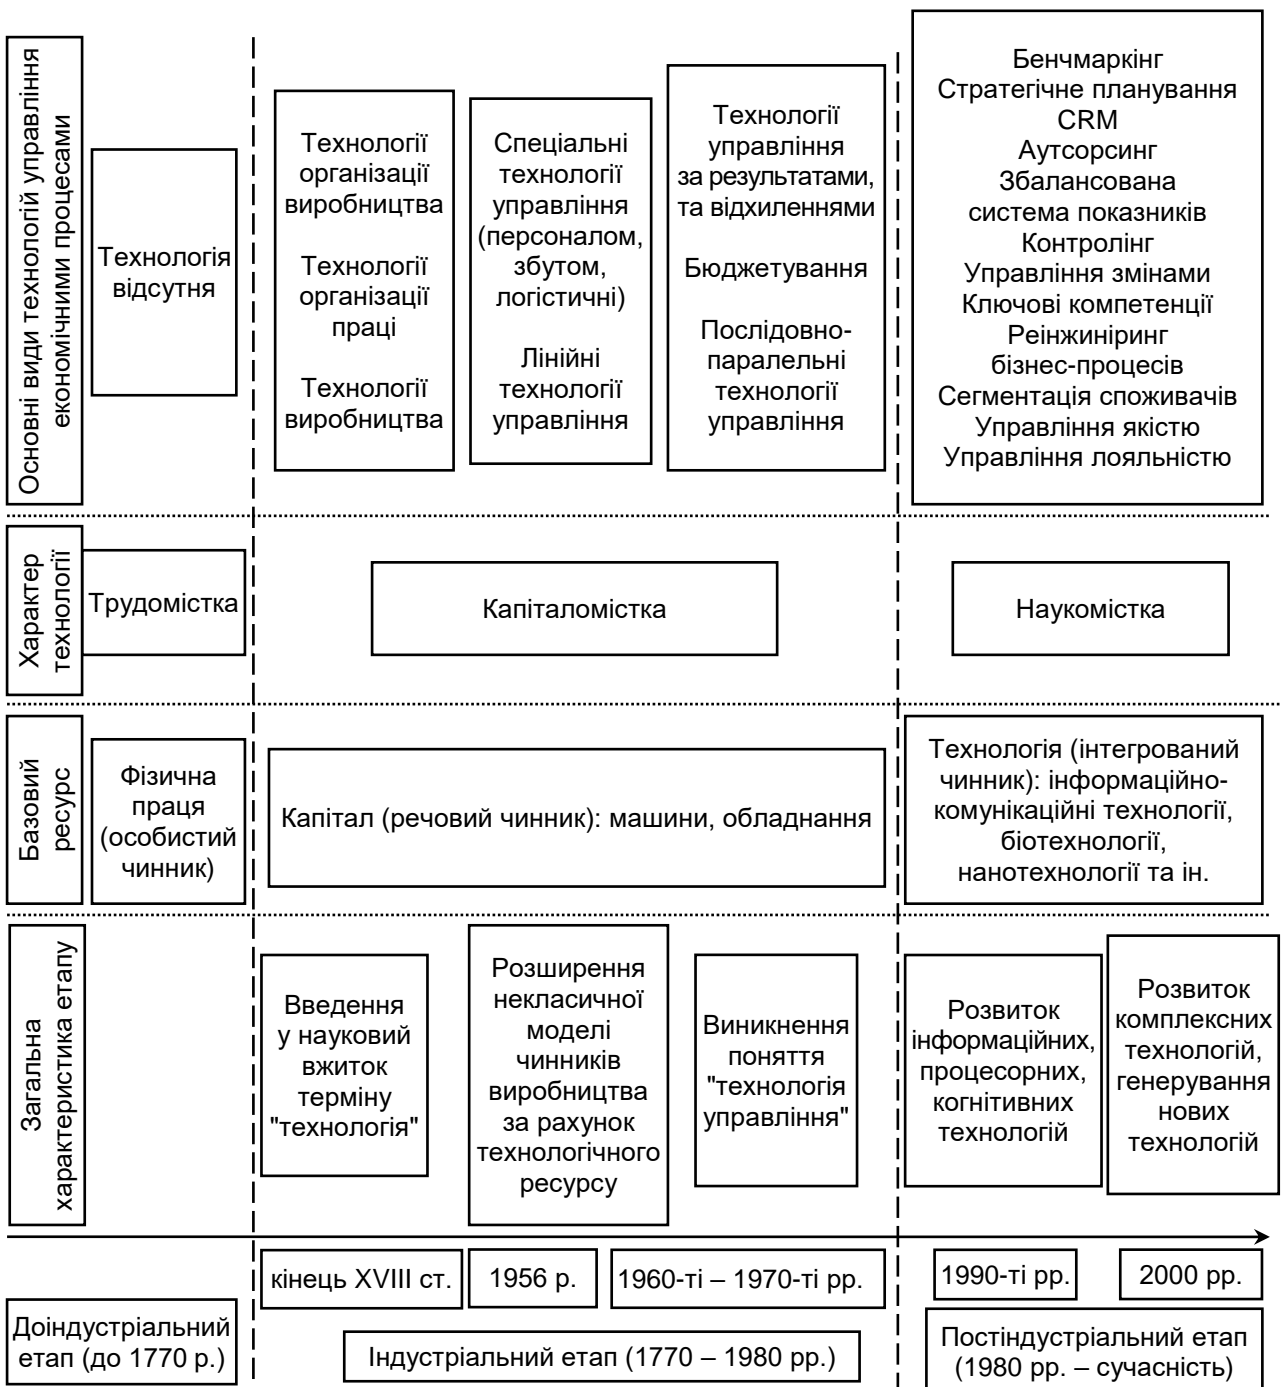 Основні види технологій управління
економічними процесами
Технологія
відсутня
Технології
організації
виробництва
Технології
організації
праці
Технології
виробництва
Спеціальні
технології
управління
(персоналом,
збутом,
логістичні)
Лінійні
технології
управління
Технології
управління
за результатами,
та відхиленнями
Бюджетування
Послідовно-
паралельні
технології
управління
Бенчмаркінг
Стратегічне планування
CRM
Аутсорсинг
Збалансована
система показників
Контролінг
Управління змінами
Ключові компетенції
Реінжиніринг
бізнес-процесів
Сегментація споживачів
Управління якістю
Управління лояльністю
Характер
технології
Трудомістка
Капіталомістка
Наукомістка
Базовий
ресурс
Фізична
праця
(особистий
чинник)
Капітал (речовий чинник): машини, обладнання
Технологія (інтегрований
чинник): інформаційно-
комунікаційні технології,
біотехнології,
нанотехнології та ін.
Загальна
характеристика етапу
Введення
у науковий
вжиток
терміну
"технологія"
Розширення
некласичної
моделі
чинників
виробництва
за рахунок
технологічного
ресурсу
Виникнення
поняття
"технологія
управління"
Розвиток
інформаційних,
процесорних,
когнітивних
технологій
Розвиток
комплексних
технологій,
генерування
нових
технологій
кінець XVIII ст.
1956 р.
1960-ті – 1970-ті рр.
1990-ті рр.
2000 рр.
Доіндустріальний
етап (до 1770 р.)
Індустріальний етап (1770 – 1980 рр.)
Постіндустріальний етап
(1980 рр. – сучасність)